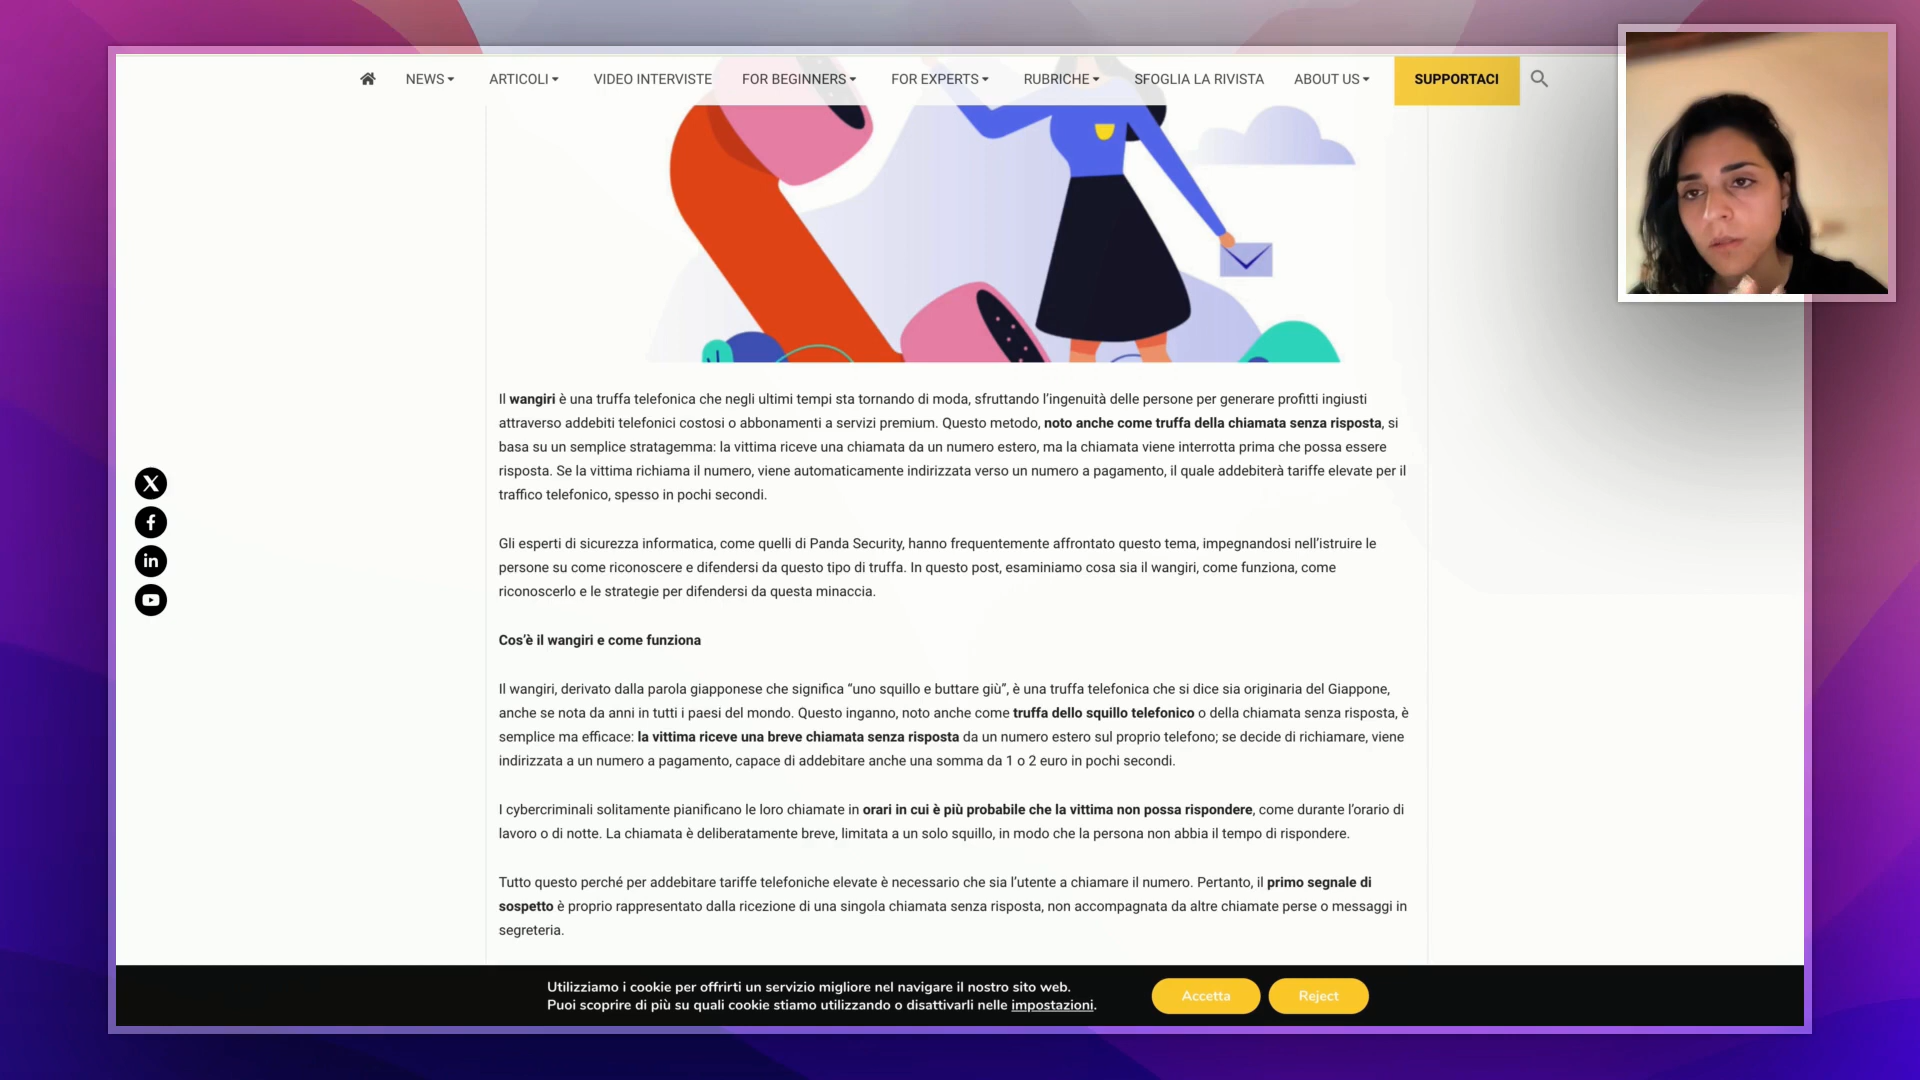 NEWS ARTICOLI VIDEO INTERVISTE FOR BEGINNERS FOR EXPERTS RUBRICHE SFOGLIA LA RIVISTA ABOUT US SUPPORTACI
Il wangiri è una truffa telefonica che negli ultimi tempi sta tornando di moda, sfruttando l’ingenuità delle persone per generare profitti ingiusti
attraverso addebiti telefonici costosi o abbonamenti a servizi premium. Questo metodo, noto anche come truffa della chiamata senza risposta, si
basa su un semplice stratagemma: la vittima riceve una chiamata da un numero estero, ma la chiamata viene interrotta prima che possa essere
risposta. Se la vittima richiama il numero, viene automaticamente indirizzata verso un numero a pagamento, il quale addebiterà tariffe elevate per il
traffico telefonico, spesso in pochi secondi.
Gli esperti di sicurezza informatica, come quelli di Panda Security, hanno frequentemente affrontato questo tema, impegnandosi nell’istruire le
persone su come riconoscere e difendersi da questo tipo di truffa. In questo post, esaminiamo cosa sia il wangiri, come funziona, come
riconoscerlo e le strategie per difendersi da questa minaccia.
Cos’è il wangiri e come funziona
Il wangiri, derivato dalla parola giapponese che significa “uno squillo e buttare giù”, è una truffa telefonica che si dice sia originaria del Giappone,
anche se nota da anni in tutti i paesi del mondo. Questo inganno, noto anche come truffa dello squillo telefonico o della chiamata senza risposta, è
semplice ma efficace: la vittima riceve una breve chiamata senza risposta da un numero estero sul proprio telefono; se decide di richiamare, viene
indirizzata a un numero a pagamento, capace di addebitare anche una somma da 1 o 2 euro in pochi secondi.
I cybercriminali solitamente pianificano le loro chiamate in orari in cui è più probabile che la vittima non possa rispondere, come durante l’orario di
lavoro o di notte. La chiamata è deliberatamente breve, limitata a un solo squillo, in modo che la persona non abbia il tempo di rispondere.
Tutto questo perché per addebitare tariffe telefoniche elevate è necessario che sia l’utente a chiamare il numero. Pertanto, il primo segnale di
sospetto è proprio rappresentato dalla ricezione di una singola chiamata senza risposta, non accompagnata da altre chiamate perse o messaggi in
segreteria.
Utilizziamo i cookie per offrirti un servizio migliore nel navigare il nostro sito web.
Puoi scoprire di più su quali cookie stiamo utilizzando o disattivarli nelle impostazioni.
Accetta Reject